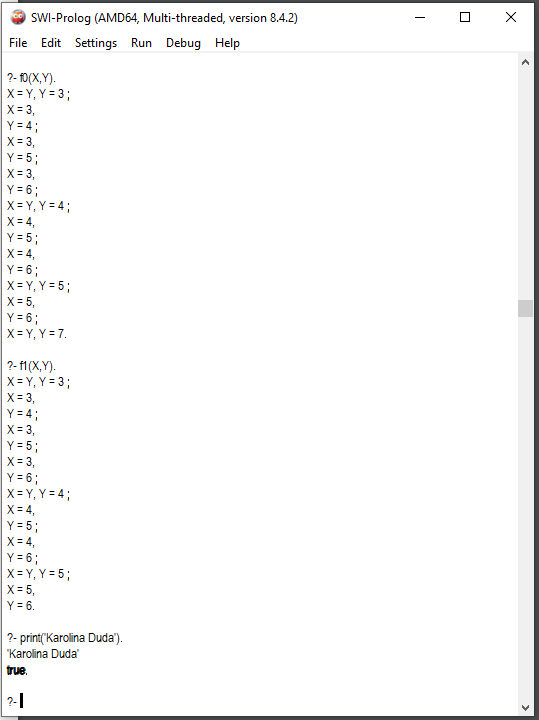 SWI-Prolog (AMD64, Multi-threaded, version 8.4.2)
File Edit Settings Run Debug Help
?- f0(X,Y).
X = Y, Y = 3 ;
X = 3,
Y = 4 ;
X = 3,
Y = 5 ;
X = 3,
Y = 6 ;
X = Y, Y = 4 ;
X = 4,
Y = 5 ;
X = 4,
Y = 6 ;
X = Y, Y = 5 ;
X = 5,
Y = 6 ;
X = Y, Y = 7.
?- f1(X,Y).
X = Y, Y = 3 ;
X = 3,
Y = 4 ;
X = 3,
Y = 5 ;
X = 3,
Y = 6 ;
X = Y, Y = 4 ;
X = 4,
Y = 5 ;
X = 4,
Y = 6 ;
X = Y, Y = 5 ;
X = 5,
Y = 6.
?- print('Karolina Duda').
'Karolina Duda'
true.
?-